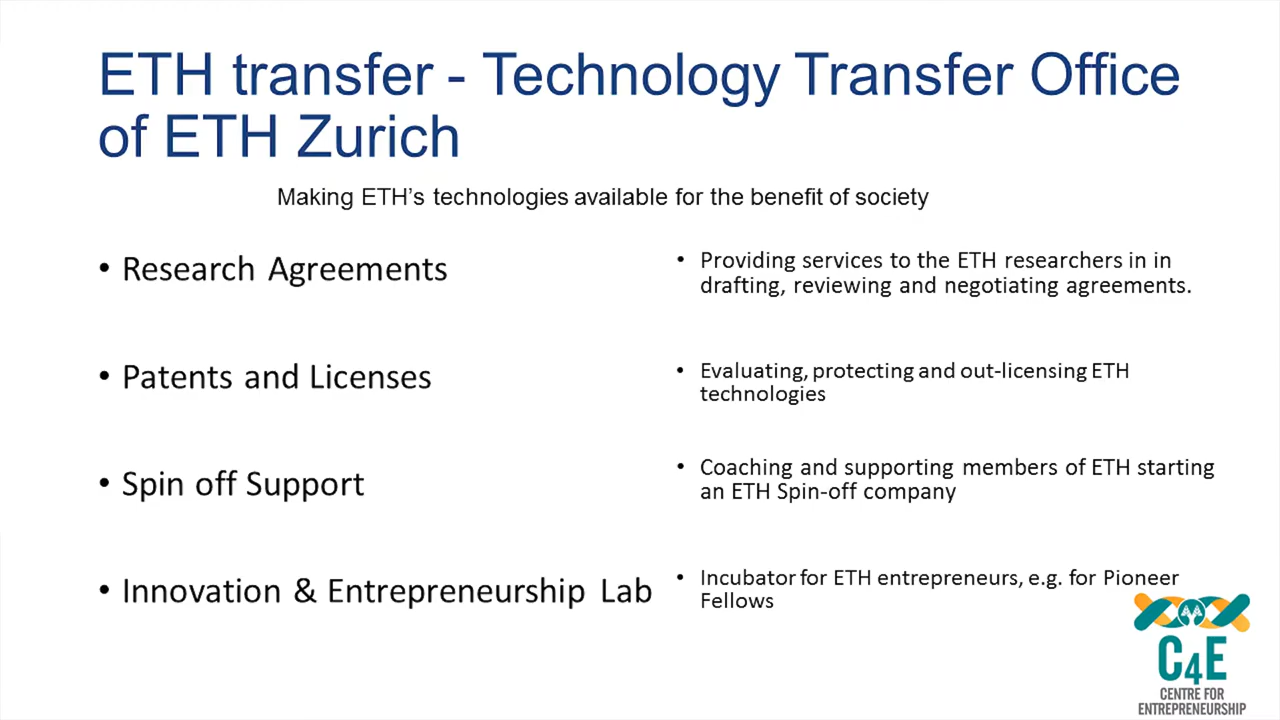 ETH transfer - Technology Transfer Office
of ETH Zurich
Making ETH’s technologies available for the benefit of society
• Research Agreements
• Providing services to the ETH researchers in in
drafting, reviewing and negotiating agreements.
• Patents and Licenses
• Evaluating, protecting and out-licensing ETH
technologies
• Spin off Support
• Coaching and supporting members of ETH starting
an ETH Spin-off company
• Innovation & Entrepreneurship Lab
• Incubator for ETH entrepreneurs, e.g. for Pioneer
Fellows
C4E
CENTRE FOR
ENTREPRENEURSHIP